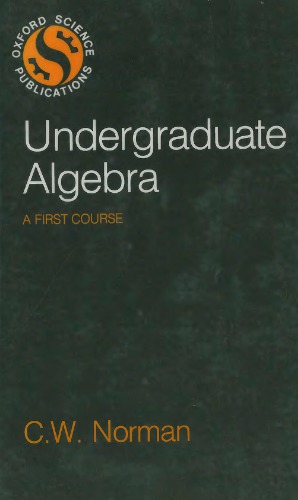 OXFORD SCIENCE
PUBLICATIONS
Undergraduate
Algebra
A FIRST COURSE
C.W. Norman